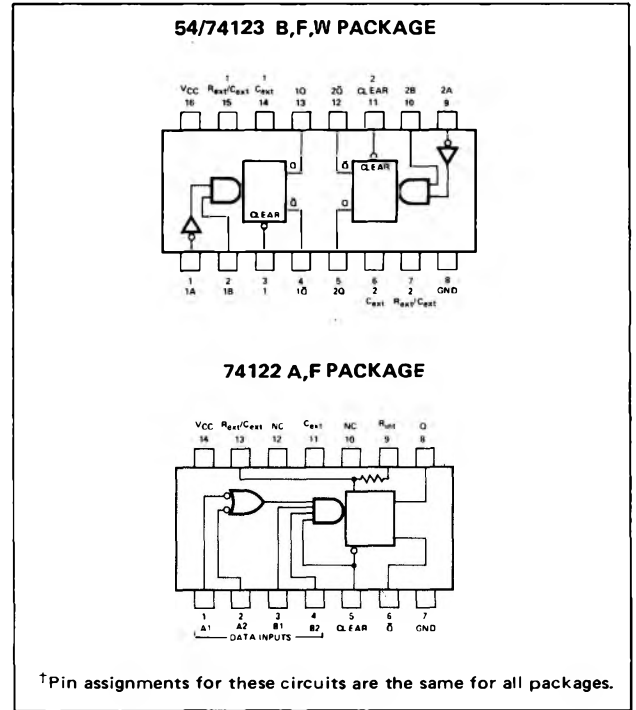 54/74123 B,F,W PACKAGE
1 1 2
VCC Rext/Cext Cext 1Q 2Q̄ CLEAR 2B 2A
16 15 14 13 12 11 10 9
Q Q̄ CLEAR
CLEAR Q̄ Q
1 2 3 4 5 6 7 8
1A 1B 1 1Q̄ 2Q 2 2 GND
Cext Rext/Cext
74122 A,F PACKAGE
VCC Rext/Cext NC Cext NC Rint Q
14 13 12 11 10 9 8
1 2 3 4 5 6 7
A1 A2 B1 B2 CLEAR Q̄ GND
DATA INPUTS
†Pin assignments for these circuits are the same for all packages.